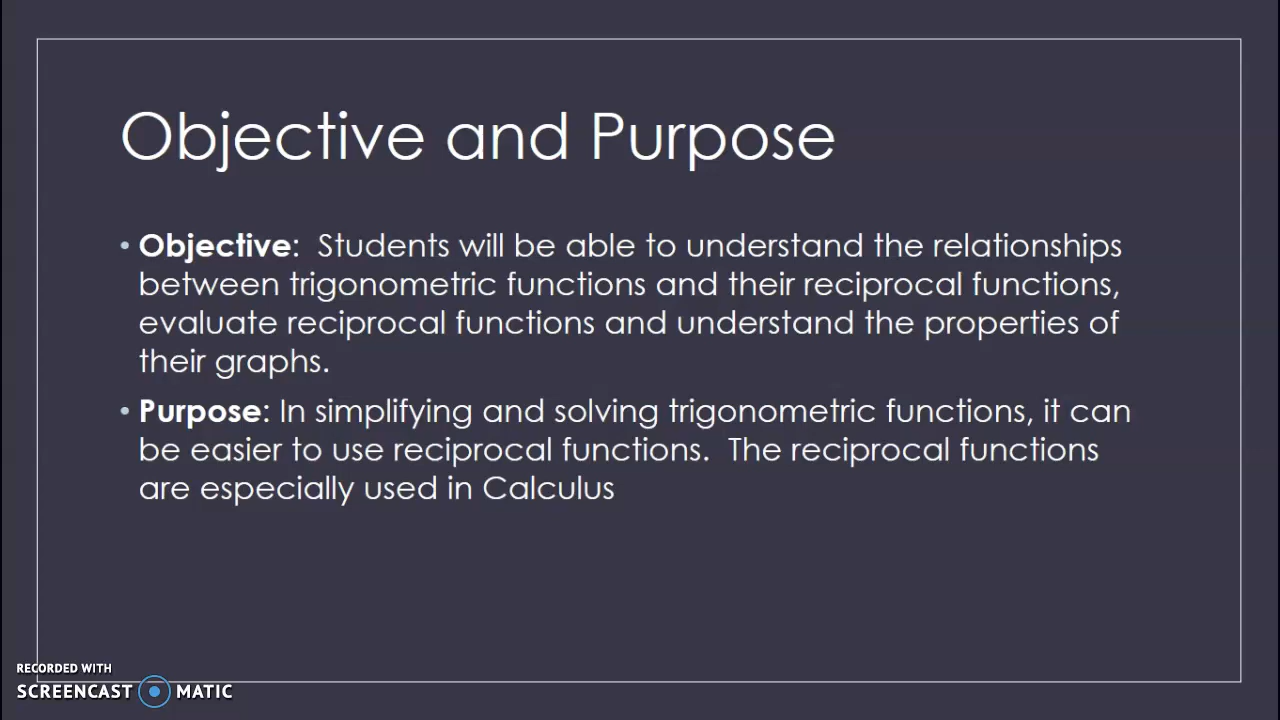 Objective and Purpose
• Objective:  Students will be able to understand the relationships
between trigonometric functions and their reciprocal functions,
evaluate reciprocal functions and understand the properties of
their graphs.
• Purpose: In simplifying and solving trigonometric functions, it can
be easier to use reciprocal functions.  The reciprocal functions
are especially used in Calculus
RECORDED WITH
SCREENCAST MATIC